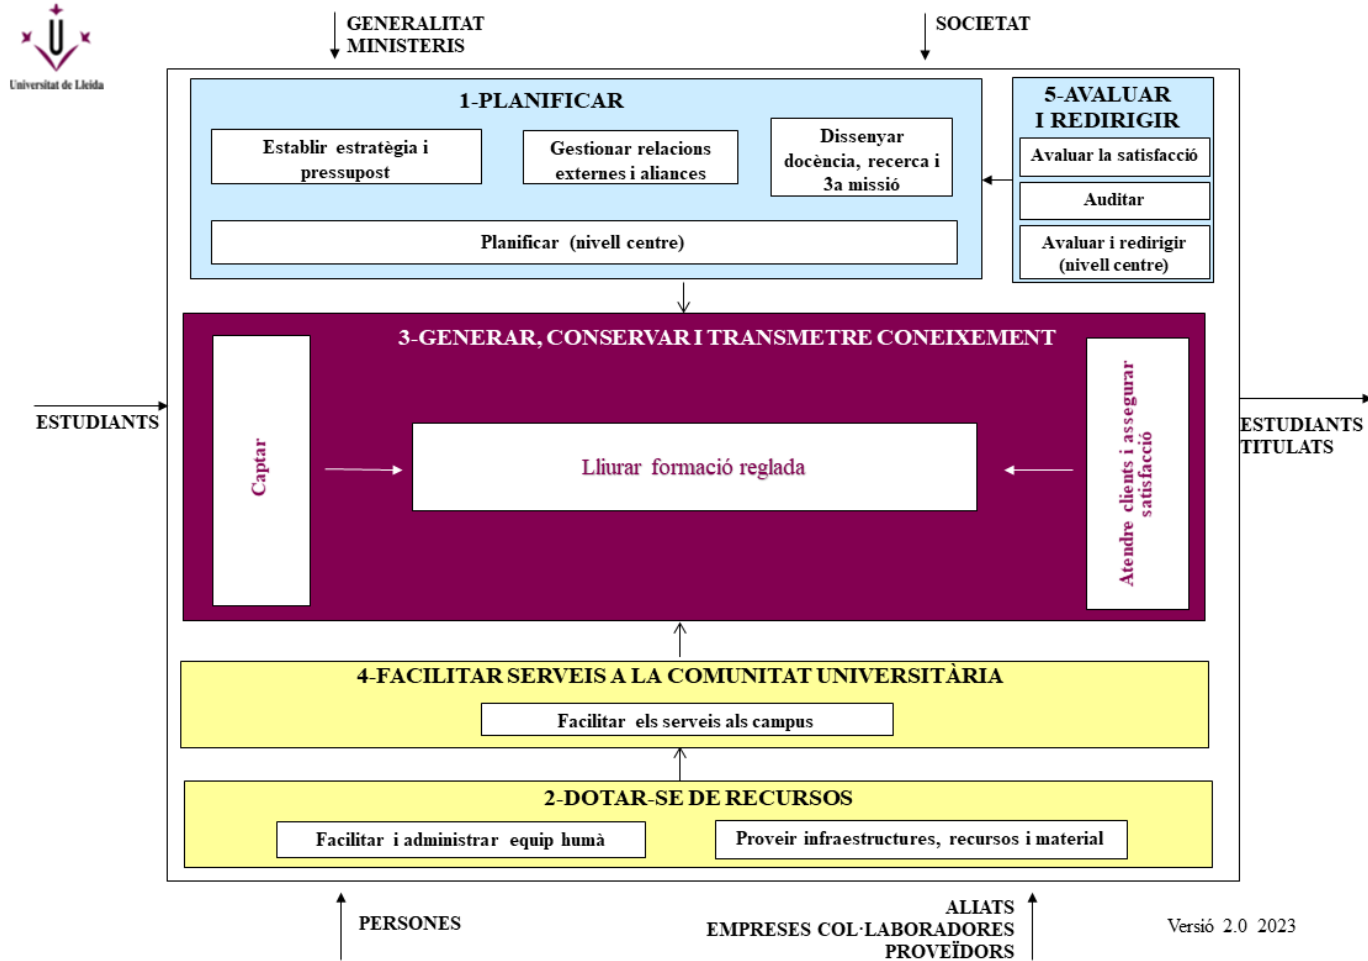 Universitat de Lleida
GENERALITAT
MINISTERIS
SOCIETAT
1-PLANIFICAR
Establir estratègia i
pressupost
Gestionar relacions
externes i aliances
Dissenyar
docència, recerca i
3a missió
Planificar (nivell centre)
5-AVALUAR
I REDIRIGIR
Avaluar la satisfacció
Auditar
Avaluar i redirigir
(nivell centre)
3-GENERAR, CONSERVAR I TRANSMETRE CONEIXEMENT
ESTUDIANTS
Captar
Lliurar formació reglada
Atendre clients i assegurar
satisfacció
ESTUDIANTS
TITULATS
4-FACILITAR SERVEIS A LA COMUNITAT UNIVERSITÀRIA
Facilitar els serveis als campus
2-DOTAR-SE DE RECURSOS
Facilitar i administrar equip humà
Proveir infraestructures, recursos i material
PERSONES
ALIATS
EMPRESES COL·LABORADORES
PROVEÏDORS
Versió 2.0 2023